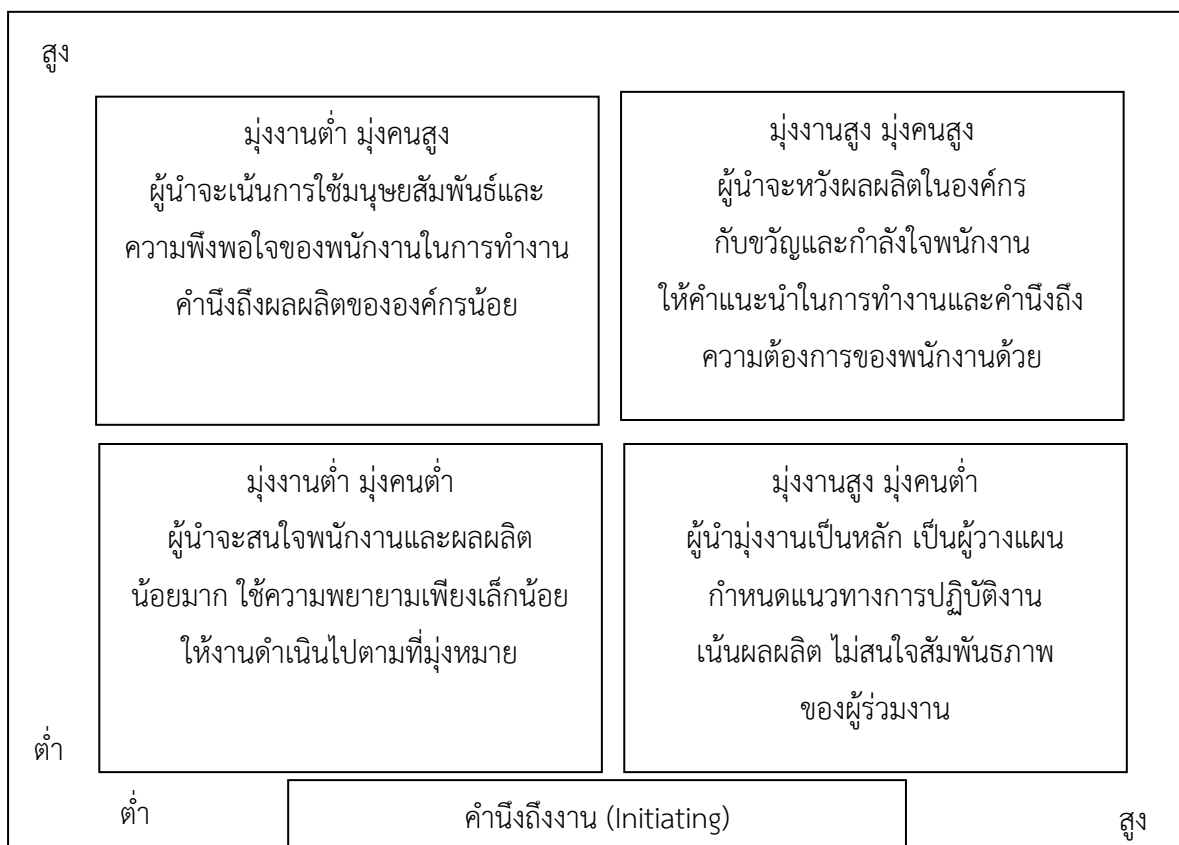 สูง
มุ่งงานต่ำ มุ่งคนสูง
ผู้นำจะเน้นการใช้มนุษยสัมพันธ์และ
ความพึงพอใจของพนักงานในการทำงาน
คำนึงถึงผลผลิตขององค์กรน้อย
มุ่งงานสูง มุ่งคนสูง
ผู้นำจะหวังผลผลิตในองค์กร
กับขวัญและกำลังใจพนักงาน
ให้คำแนะนำในการทำงานและคำนึงถึง
ความต้องการของพนักงานด้วย
มุ่งงานต่ำ มุ่งคนต่ำ
ผู้นำจะสนใจพนักงานและผลผลิต
น้อยมาก ใช้ความพยายามเพียงเล็กน้อย
ให้งานดำเนินไปตามที่มุ่งหมาย
มุ่งงานสูง มุ่งคนต่ำ
ผู้นำมุ่งงานเป็นหลัก เป็นผู้วางแผน
กำหนดแนวทางการปฏิบัติงาน
เน้นผลผลิต ไม่สนใจสัมพันธภาพ
ของผู้ร่วมงาน
ต่ำ
ต่ำ
คำนึงถึงงาน (Initiating)
สูง